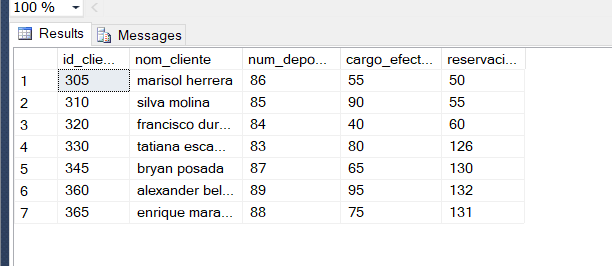 100 %
Results Messages
id_clie... nom_cliente num_depo... cargo_efect... reservaci...
1 305 marisol herrera 86 55 50
2 310 silva molina 85 90 55
3 320 francisco dur... 84 40 60
4 330 tatiana esca... 83 80 126
5 345 bryan posada 87 65 130
6 360 alexander bel... 89 95 132
7 365 enrique mara... 88 75 131